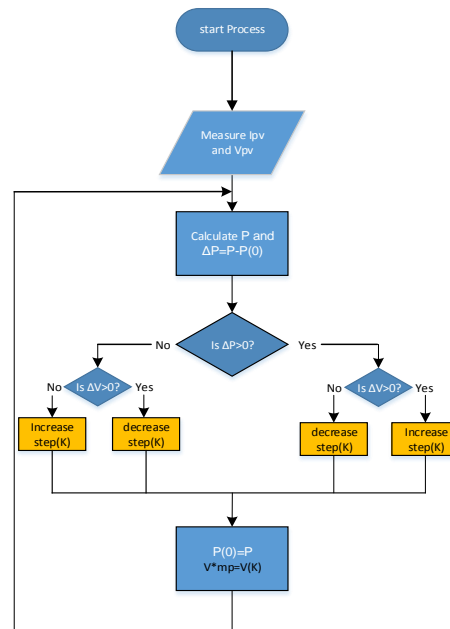 start Process
Measure Ipv
and Vpv
Calculate P and
ΔP=P-P(0)
No
Is ΔP>0?
Yes
Is ΔV>0?
No
Yes
Is ΔV>0?
No
Yes
Increase
step(K)
decrease
step(K)
decrease
step(K)
Increase
step(K)
P(0)=P
V*mp=V(K)